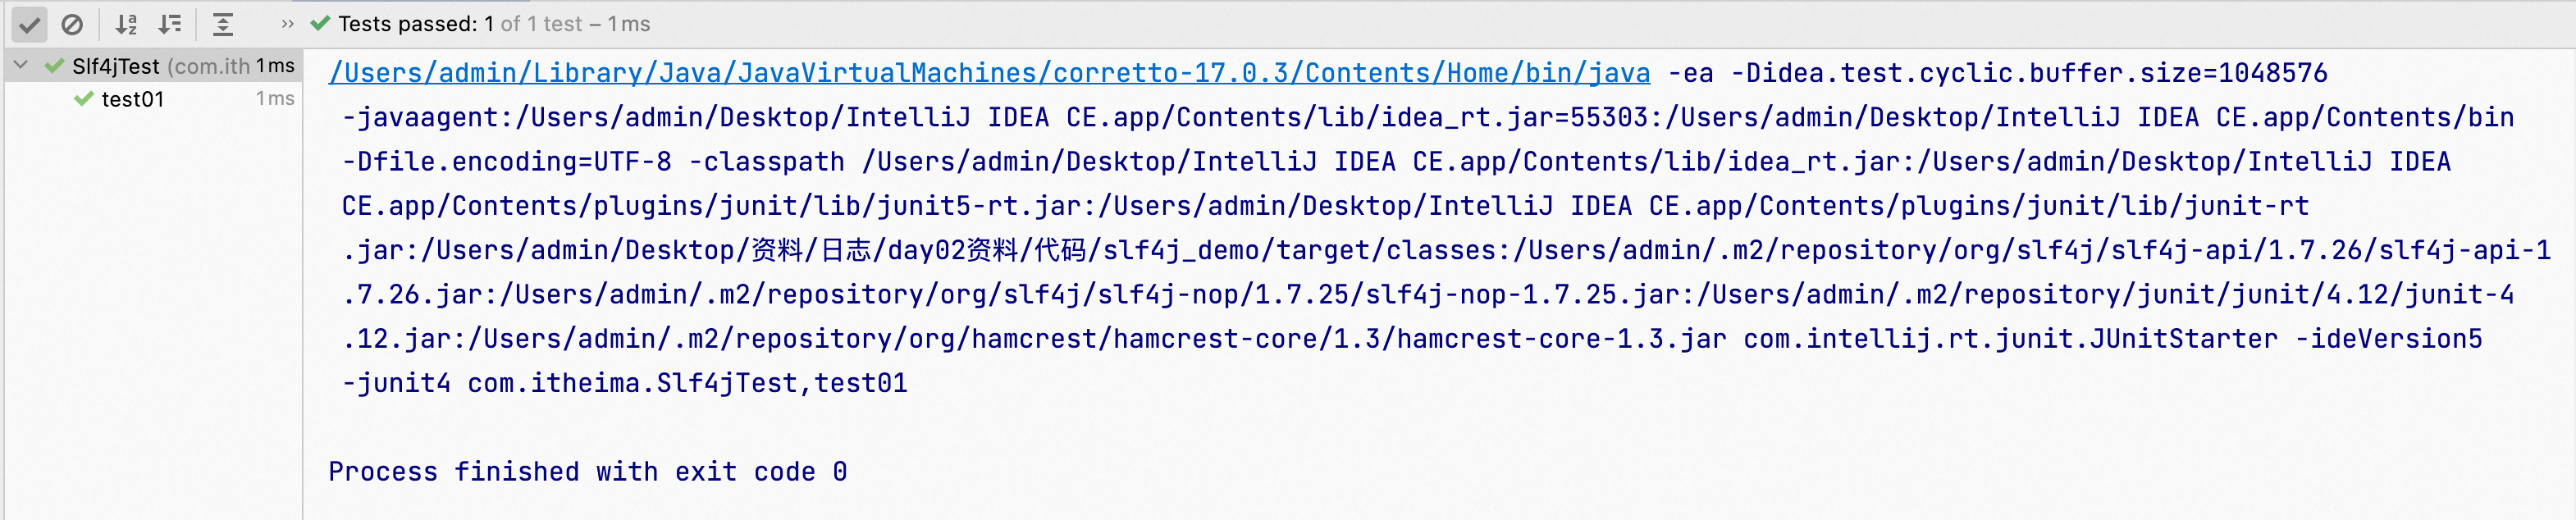 Tests passed: 1 of 1 test – 1 ms
Slf4jTest (com.ith 1 ms
test01 1 ms
/Users/admin/Library/Java/JavaVirtualMachines/corretto-17.0.3/Contents/Home/bin/java -ea -Didea.test.cyclic.buffer.size=1048576
-javaagent:/Users/admin/Desktop/IntelliJ IDEA CE.app/Contents/lib/idea_rt.jar=55303:/Users/admin/Desktop/IntelliJ IDEA CE.app/Contents/bin
-Dfile.encoding=UTF-8 -classpath /Users/admin/Desktop/IntelliJ IDEA CE.app/Contents/lib/idea_rt.jar:/Users/admin/Desktop/IntelliJ IDEA
CE.app/Contents/plugins/junit/lib/junit5-rt.jar:/Users/admin/Desktop/IntelliJ IDEA CE.app/Contents/plugins/junit/lib/junit-rt
.jar:/Users/admin/Desktop/资料/日志/day02资料/代码/slf4j_demo/target/classes:/Users/admin/.m2/repository/org/slf4j/slf4j-api/1.7.26/slf4j-api-1
.7.26.jar:/Users/admin/.m2/repository/org/slf4j/slf4j-nop/1.7.25/slf4j-nop-1.7.25.jar:/Users/admin/.m2/repository/junit/junit/4.12/junit-4
.12.jar:/Users/admin/.m2/repository/org/hamcrest/hamcrest-core/1.3/hamcrest-core-1.3.jar com.intellij.rt.junit.JUnitStarter -ideVersion5
-junit4 com.itheima.Slf4jTest,test01
Process finished with exit code 0